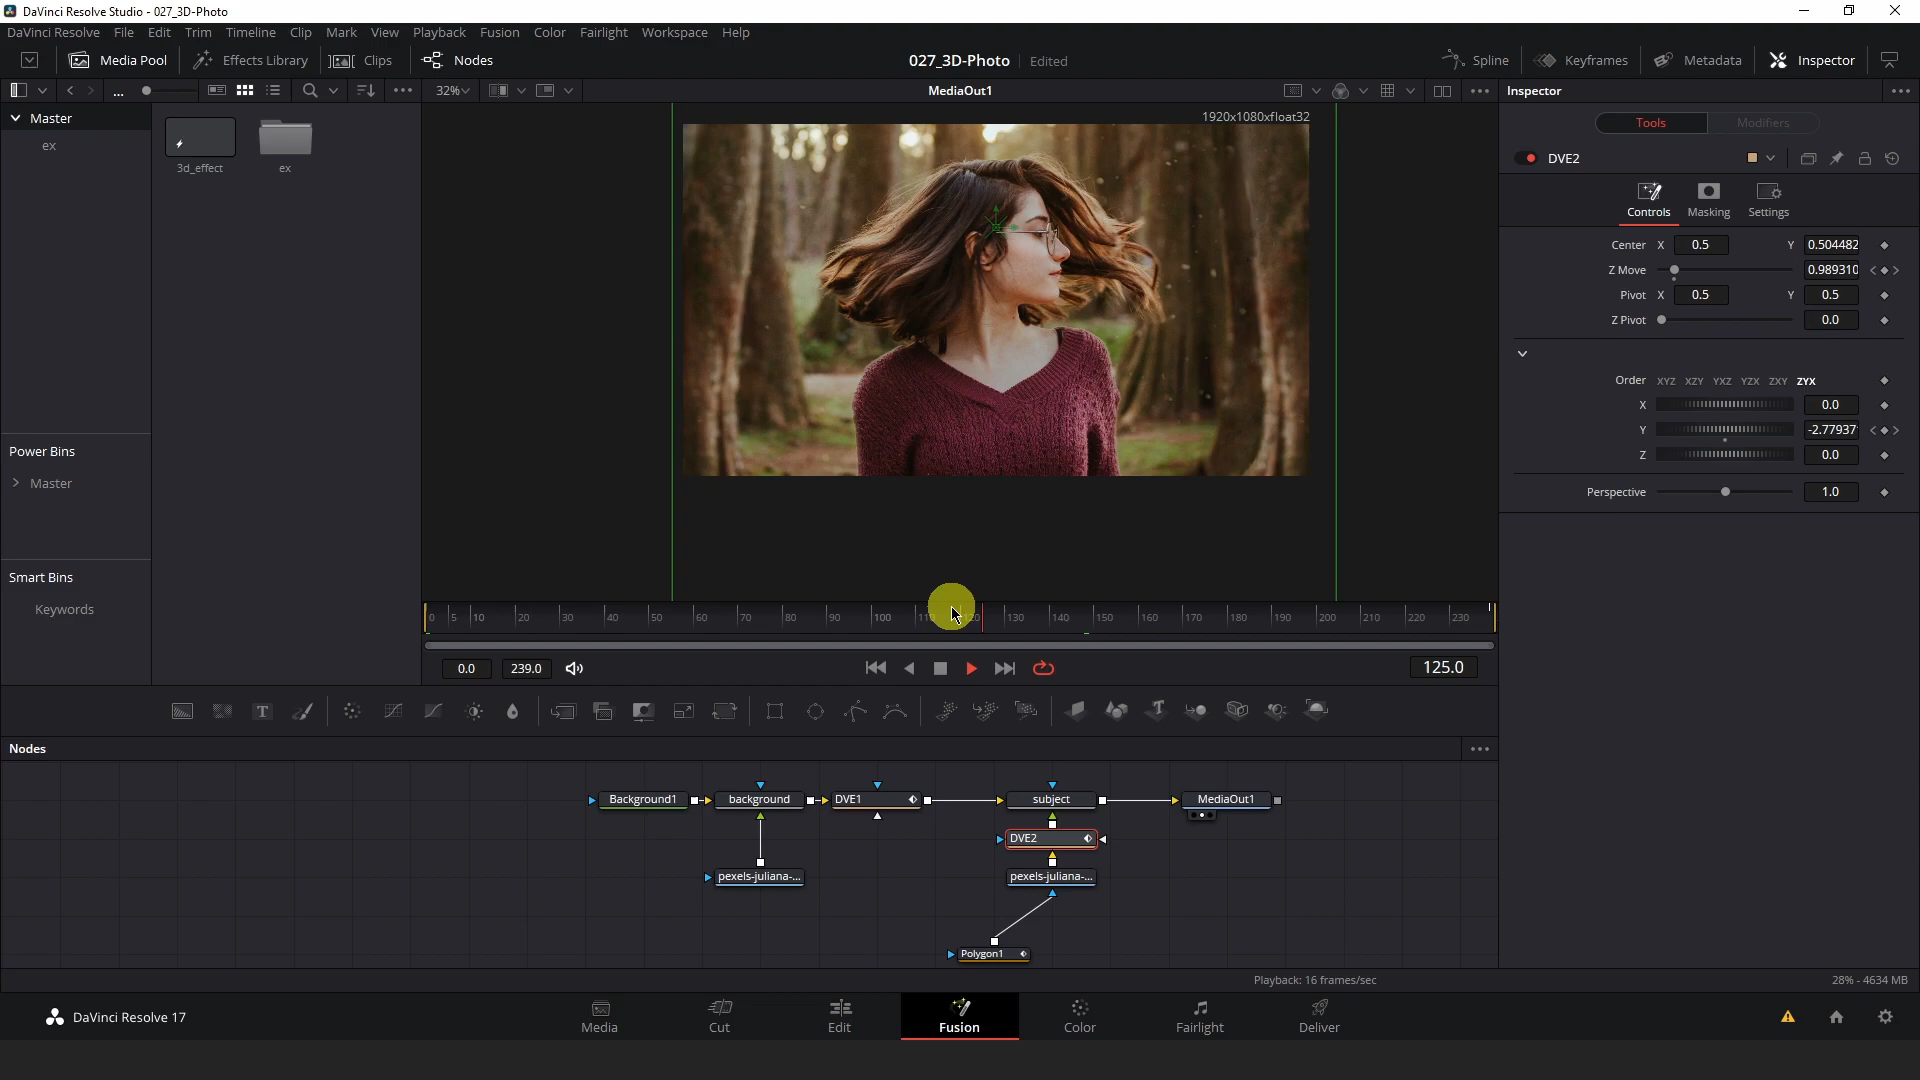 DaVinci Resolve Studio - 027_3D-Photo
DaVinci Resolve File Edit Trim Timeline Clip Mark View Playback Fusion Color Fairlight Workspace Help
Media Pool Effects Library Clips Nodes 027_3D-Photo Edited Spline Keyframes Metadata Inspector
... 32% MediaOut1 Inspector
Master
ex
3d_effect
ex
Power Bins
Master
Smart Bins
Keywords
1920x1080xfloat32
Tools Modifiers
DVE2
Controls Masking Settings
Center X 0.5 Y 0.504482
Z Move 0.989310
Pivot X 0.5 Y 0.5
Z Pivot 0.0
Order XYZ XZY YXZ YZX ZXY ZYX
X 0.0
Y -2.77937
Z 0.0
Perspective 1.0
0 5 10 20 30 40 50 60 70 80 90 100 110 120 130 140 150 160 170 180 190 200 210 220 230
0.0 239.0 125.0
T
Nodes
Background1 background DVE1 subject MediaOut1
DVE2
pexels-juliana-... pexels-juliana-...
Polygon1
Playback: 16 frames/sec 28% - 4634 MB
DaVinci Resolve 17 Media Cut Edit Fusion Color Fairlight Deliver